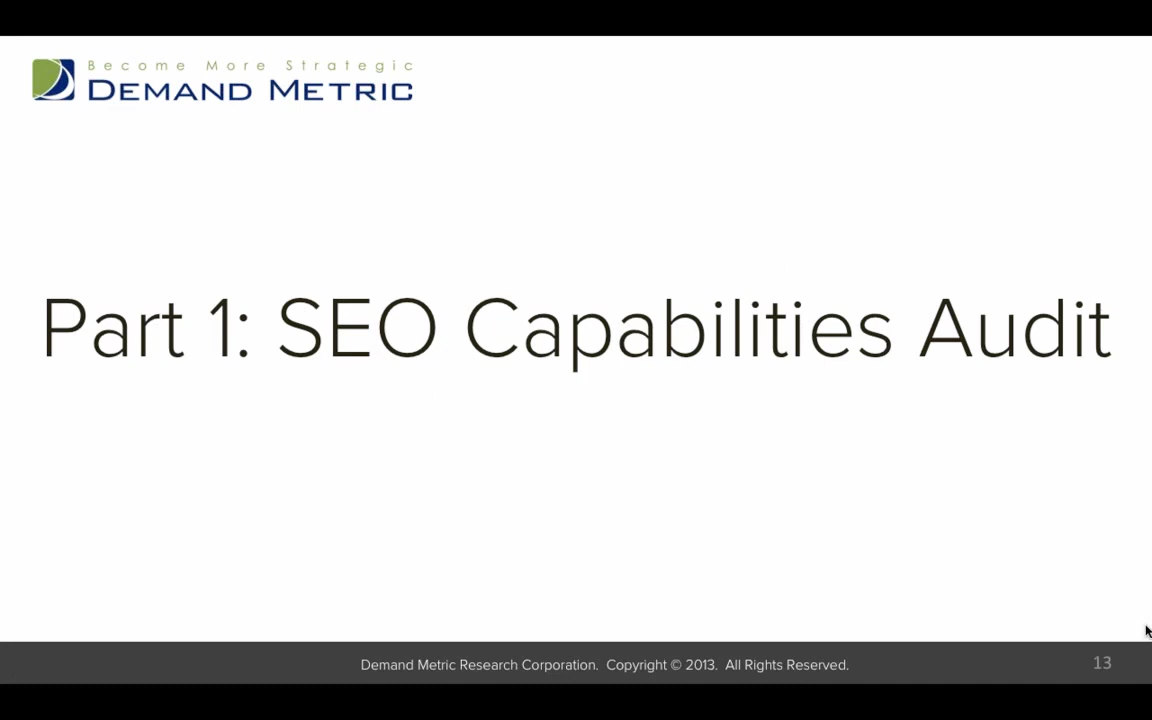 Become More Strategic
DEMAND METRIC
Part 1: SEO Capabilities Audit
Demand Metric Research Corporation. Copyright © 2013. All Rights Reserved.
13